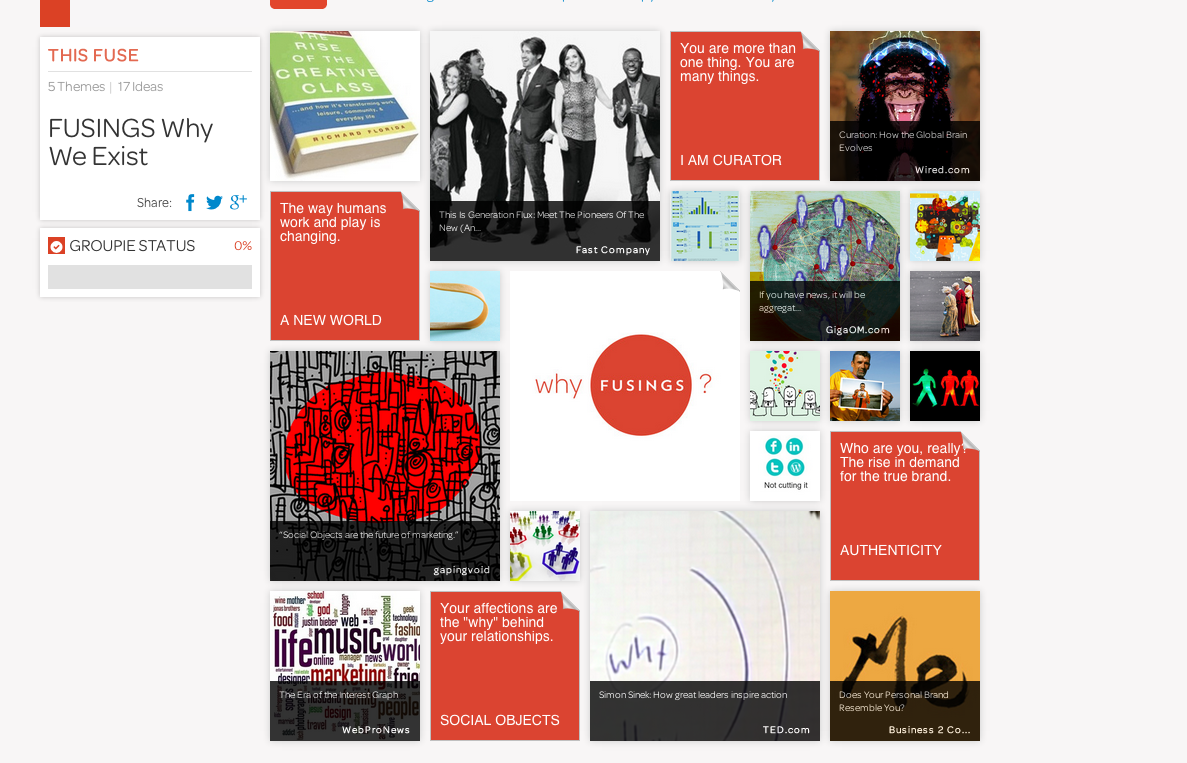 THIS FUSE
5 Themes | 17 Ideas
FUSINGS Why
We Exist
Share:
GROUPIE STATUS
0%
THE
RISE
OF THE
CREATIVE
CLASS
...and how it's transforming work,
leisure, community, &
everyday life
RICHARD FLORIDA
This Is Generation Flux: Meet The Pioneers Of The
New (An...
Fast Company
You are more than
one thing. You are
many things.
I AM CURATOR
Curation: How the Global Brain
Evolves
Wired.com
The way humans
work and play is
changing.
A NEW WORLD
If you have news, it will be
aggregat...
GigaOM.com
why FUSINGS ?
"Social Objects are the future of marketing."
gapingvoid
Not cutting it
Who are you, really?
The rise in demand
for the true brand.
AUTHENTICITY
wine mother school
food god blogger
justin bieber web father geek
music professional fashio
life online manager news work worl
designer marketing frie
people
design travel
The Era of the Interest Graph
WebProNews
Your affections are
the "why" behind
your relationships.
SOCIAL OBJECTS
why
Simon Sinek: How great leaders inspire action
TED.com
Me
Does Your Personal Brand
Resemble You?
Business 2 Co...